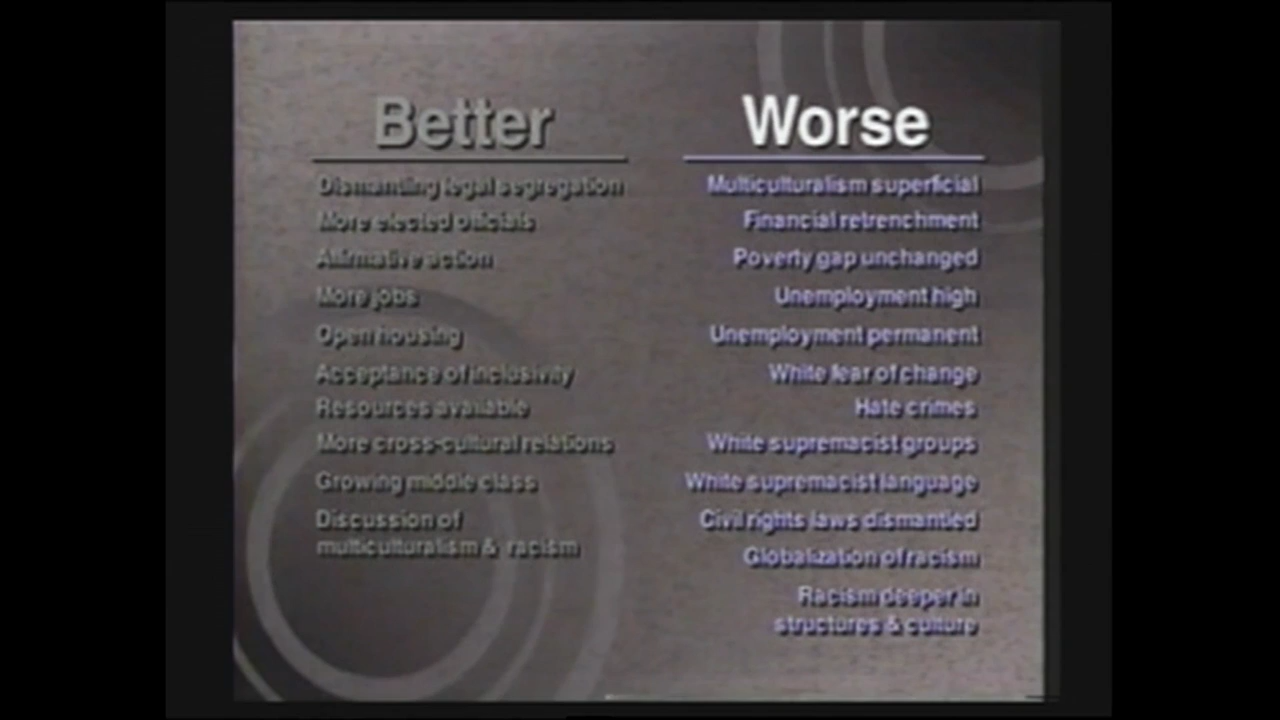 Better
Dismantling legal segregation
More elected officials
Affirmative action
More jobs
Open housing
Acceptance of inclusivity
Resources available
More cross-cultural relations
Growing middle class
Discussion of
multiculturalism & racism
Worse
Multiculturalism superficial
Financial retrenchment
Poverty gap unchanged
Unemployment high
Unemployment permanent
White fear of change
Hate crimes
White supremacist groups
White supremacist language
Civil rights laws dismantled
Globalization of racism
Racism deeper in
structures & culture